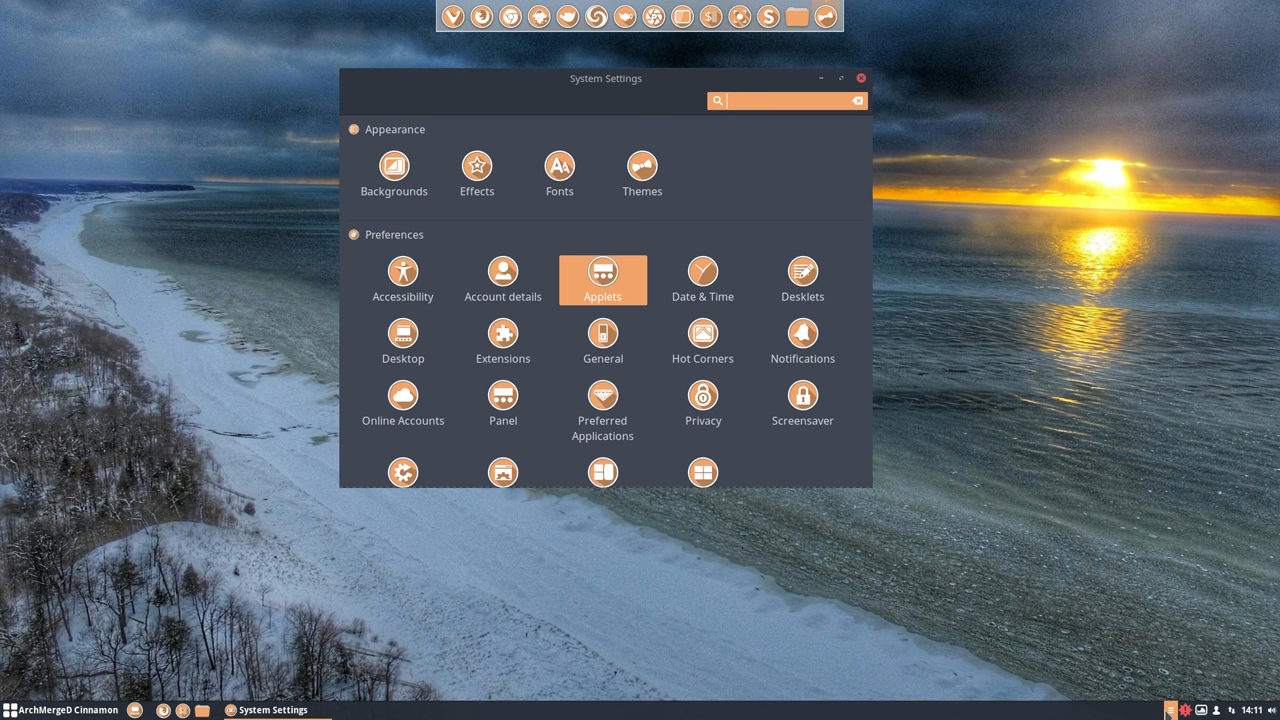 System Settings
Appearance
Backgrounds
Effects
Fonts
Themes
Preferences
Accessibility
Account details
Applets
Date & Time
Desklets
Desktop
Extensions
General
Hot Corners
Notifications
Online Accounts
Panel
Preferred
Applications
Privacy
Screensaver
ArchMergeD Cinnamon
System Settings
14:11